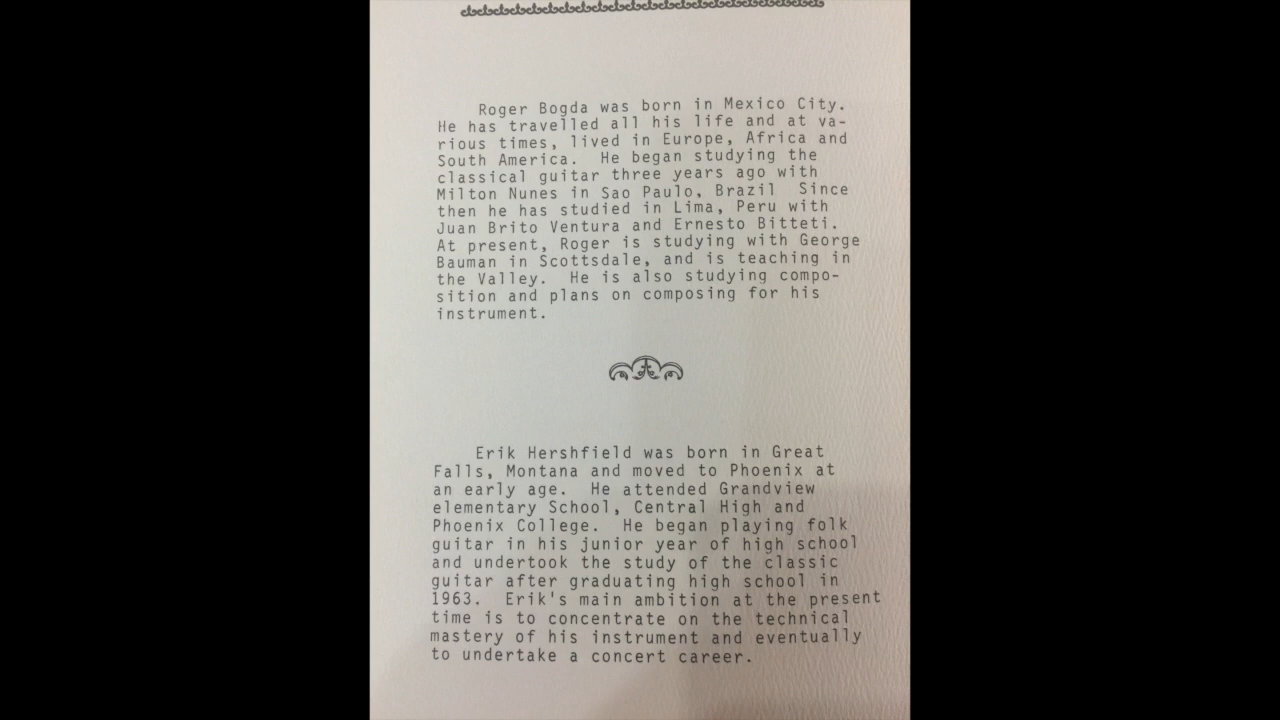 Roger Bogda was born in Mexico City.
He has travelled all his life and at va-
rious times, lived in Europe, Africa and
South America.  He began studying the
classical guitar three years ago with
Milton Nunes in Sao Paulo, Brazil  Since
then he has studied in Lima, Peru with
Juan Brito Ventura and Ernesto Bitteti.
At present, Roger is studying with George
Bauman in Scottsdale, and is teaching in
the Valley.  He is also studying compo-
sition and plans on composing for his
instrument.
Erik Hershfield was born in Great
Falls, Montana and moved to Phoenix at
an early age.  He attended Grandview
elementary School, Central High and
Phoenix College.  He began playing folk
guitar in his junior year of high school
and undertook the study of the classic
guitar after graduating high school in
1963.  Erik's main ambition at the present
time is to concentrate on the technical
mastery of his instrument and eventually
to undertake a concert career.